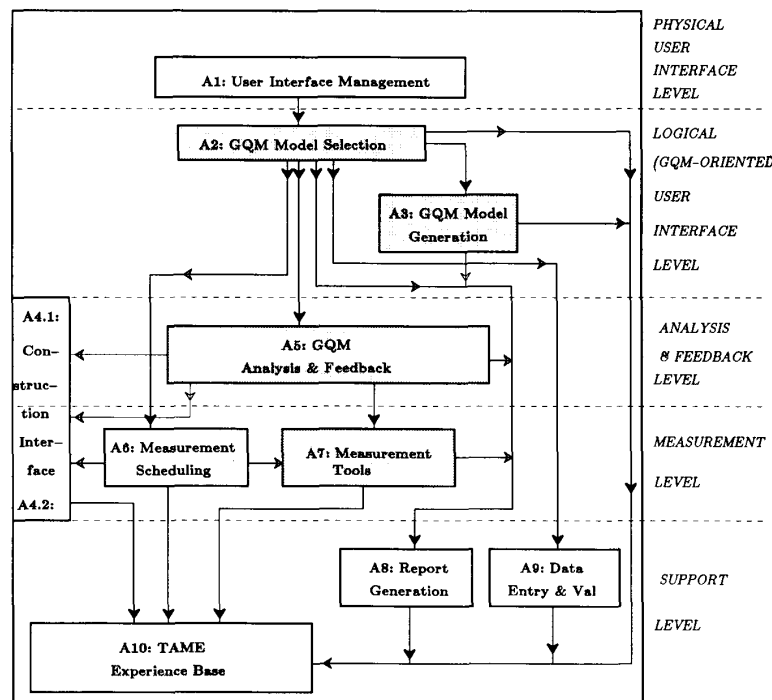 PHYSICAL
USER
INTERFACE
LEVEL
A1: User Interface Management
A2: GQM Model Selection
LOGICAL
(GQM-ORIENTED
USER
INTERFACE
LEVEL
A3: GQM Model
Generation
A4.1:
Con-
struc-
tion
Inter-
face
A4.2:
A5: GQM
Analysis & Feedback
ANALYSIS
& FEEDBACK
LEVEL
A6: Measurement
Scheduling
A7: Measurement
Tools
MEASUREMENT
LEVEL
A8: Report
Generation
A9: Data
Entry & Val
SUPPORT
LEVEL
A10: TAME
Experience Base